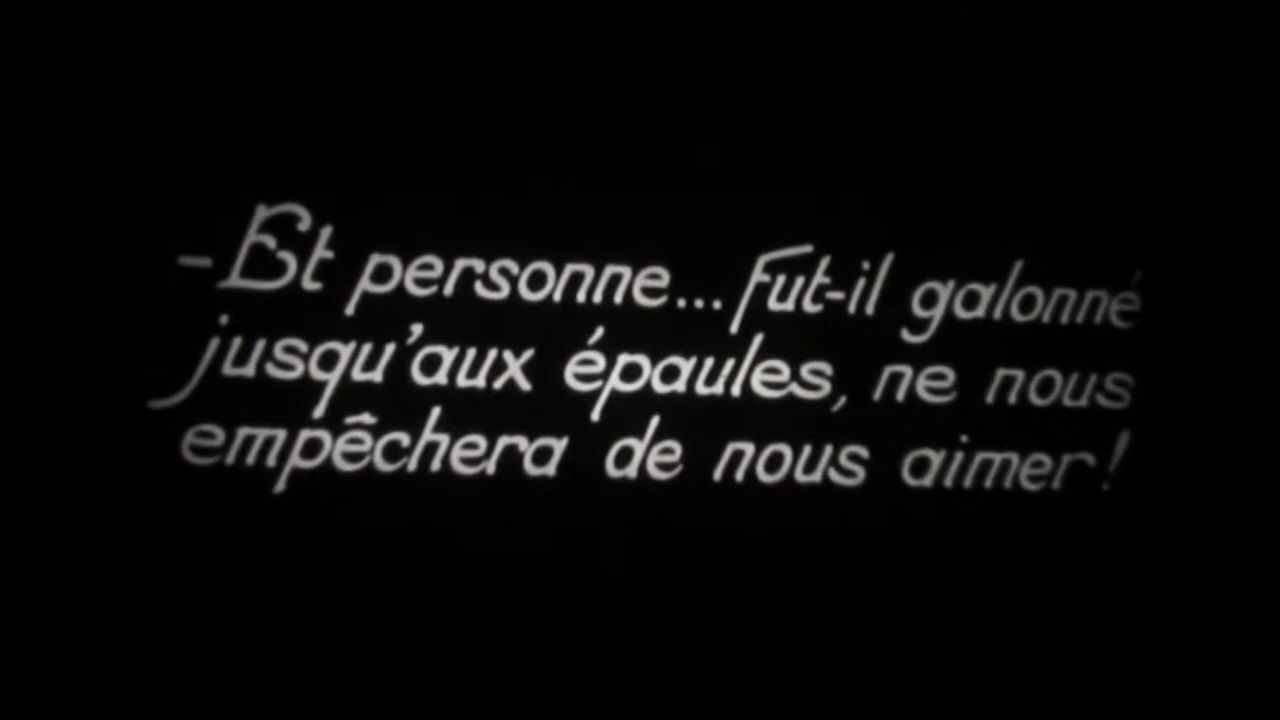 -Et personne... Fut-il galonné
jusqu'aux épaules, ne nous
empêchera de nous aimer!